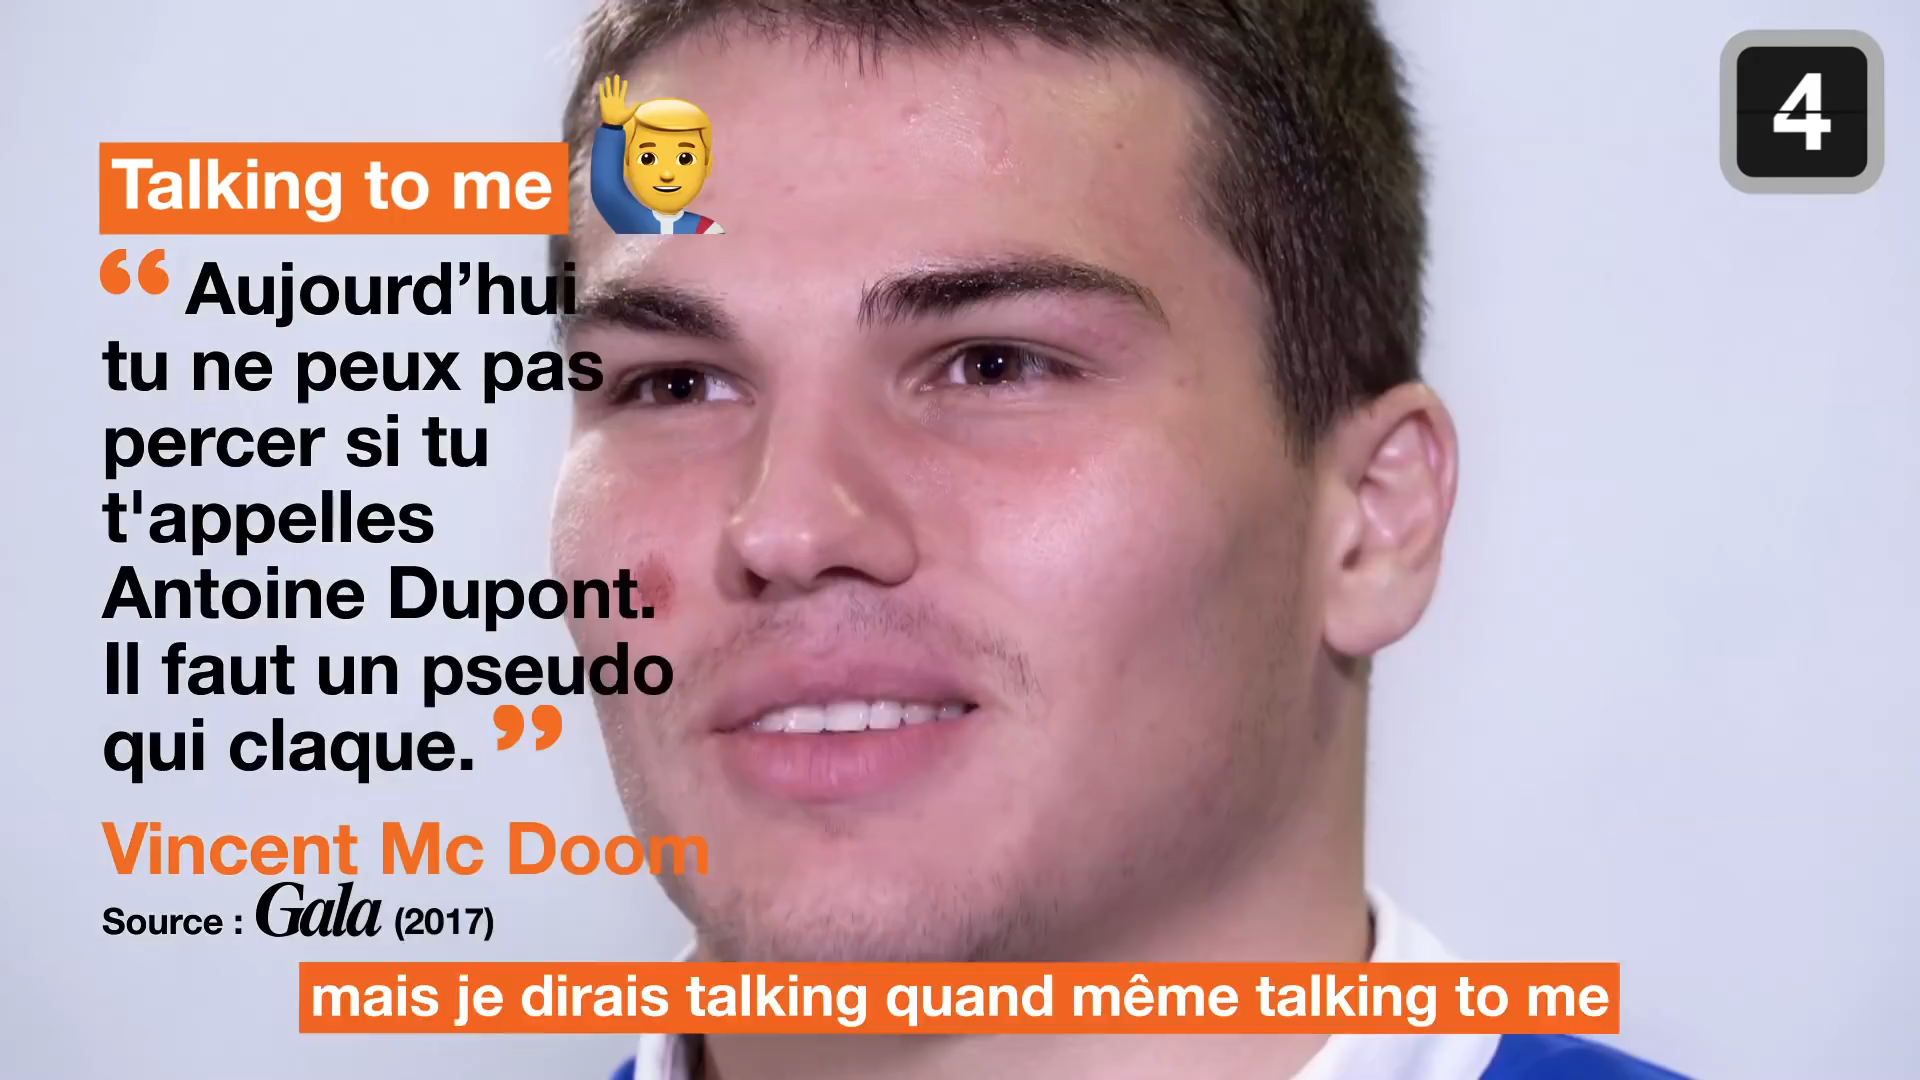 4
Talking to me
“ Aujourd’hui
tu ne peux pas
percer si tu
t'appelles
Antoine Dupont.
Il faut un pseudo
qui claque. ”
Vincent Mc Doom
Source : Gala (2017)
mais je dirais talking quand même talking to me